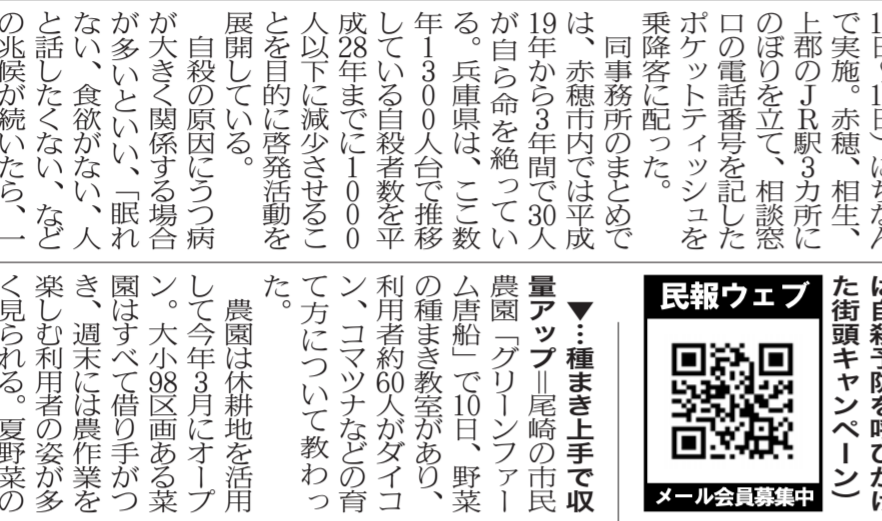 で実施。赤穂、相生、
上郡のJR駅3カ所に
のぼりを立て、相談窓
口の電話番号を記した
ポケットティッシュを
乗降客に配った。
同事務所のまとめで
は、赤穂市内では平成
19年から3年間で30人
が自ら命を絶ってい
る。兵庫県は、ここ数
年1300人台で推移
している自殺者数を平
成28年までに1000
人以下に減少させるこ
とを目的に啓発活動を
展開している。
自殺の原因にうつ病
が大きく関係する場合
が多いといい、「眠れ
ない、食欲がない、人
と話したくない、など
の兆候が続いたら、一
は自殺予防を呼びかけ
た街頭キャンペーン)
民報ウェブ
メール会員募集中
▼…種まき上手で収
量アップ=尾崎の市民
農園「グリーンファー
ム唐船」で10日、野菜
の種まき教室があり、
利用者約60人がダイコ
ン、コマツナなどの育
て方について教わっ
た。
農園は休耕地を活用
して今年3月にオープ
ン。大小98区画ある菜
園はすべて借り手がつ
き、週末には農作業を
楽しむ利用者の姿が多
く見られる。夏野菜の